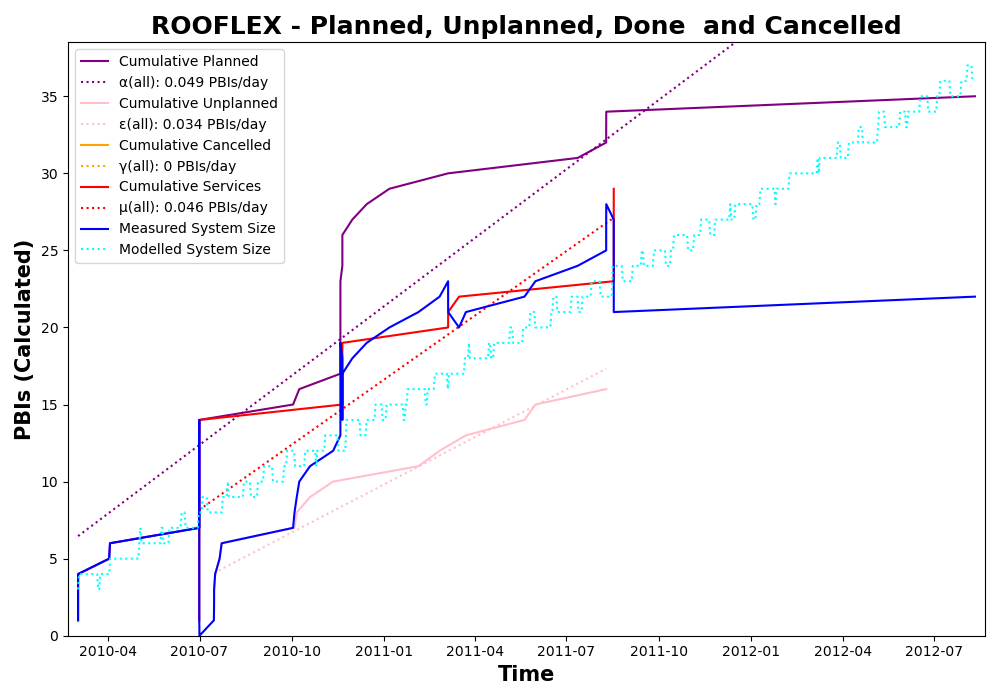 ROOFLEX - Planned, Unplanned, Done  and Cancelled
Cumulative Planned
α(all): 0.049 PBIs/day
Cumulative Unplanned
ε(all): 0.034 PBIs/day
Cumulative Cancelled
γ(all): 0 PBIs/day
Cumulative Services
μ(all): 0.046 PBIs/day
Measured System Size
Modelled System Size
PBIs (Calculated)
35
30
25
20
15
10
5
0
2010-04 2010-07 2010-10 2011-01 2011-04 2011-07 2011-10 2012-01 2012-04 2012-07
Time